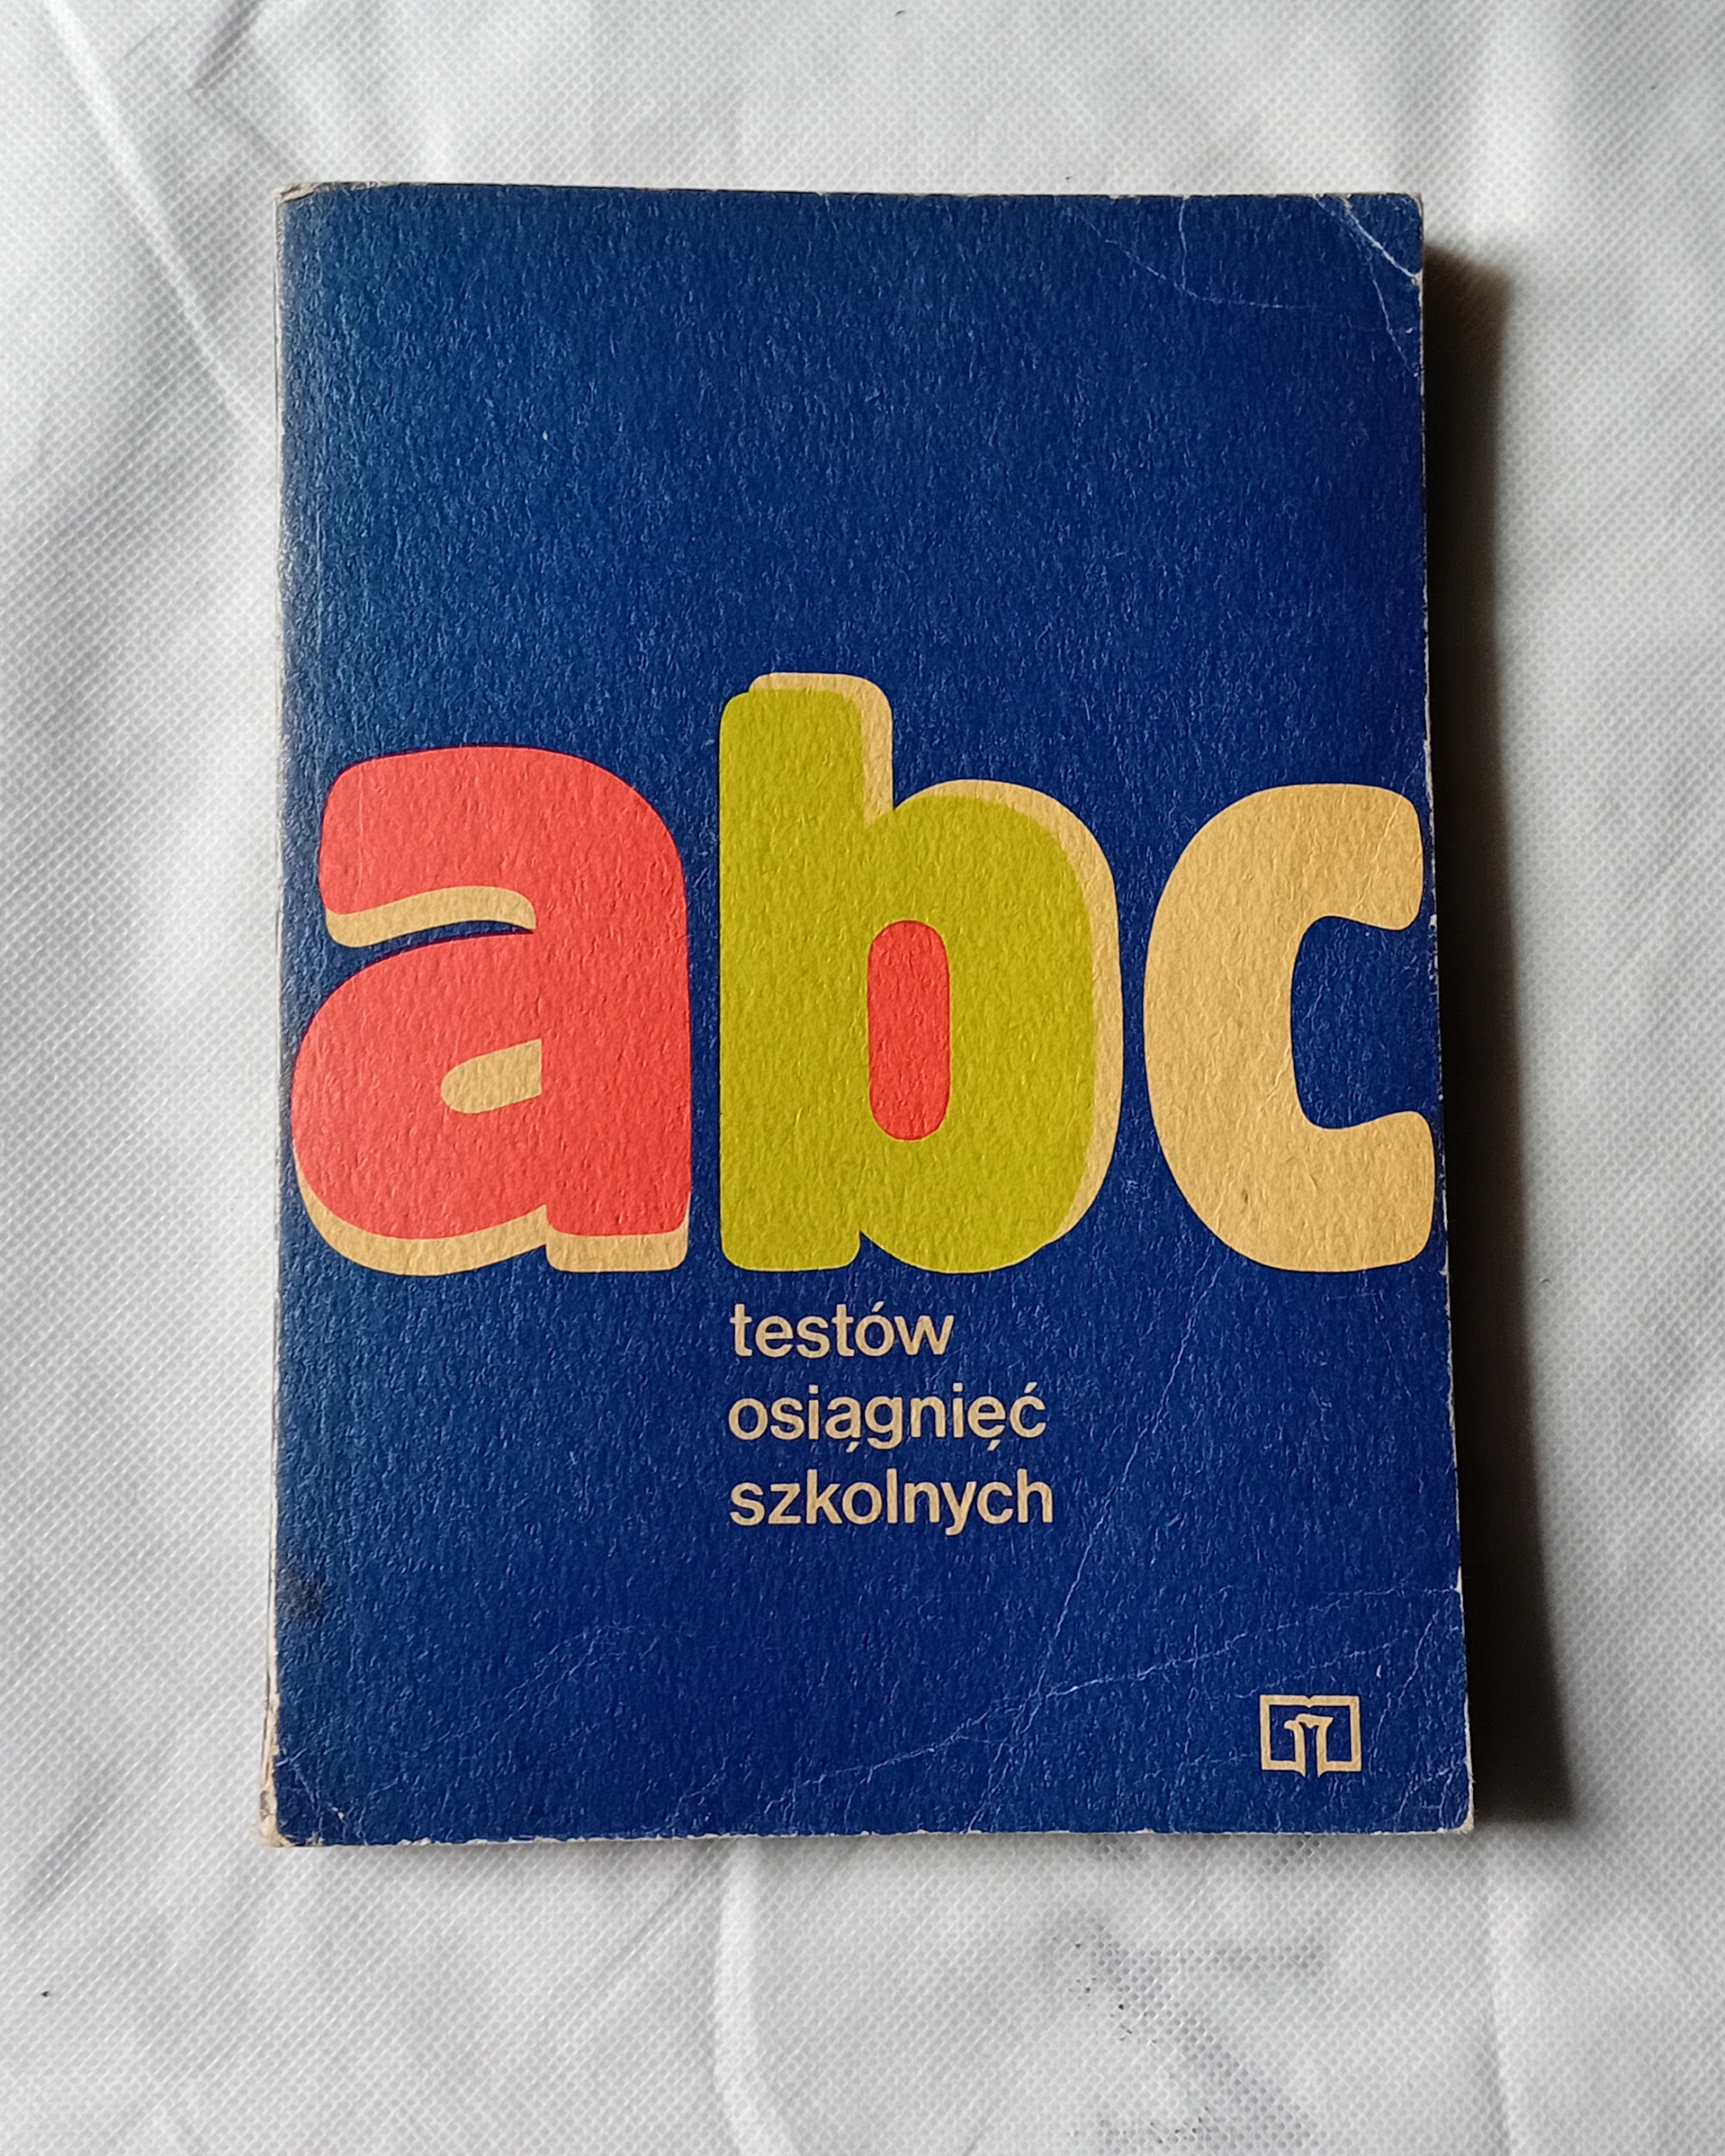 abc
testów
osiągnięć
szkolnych